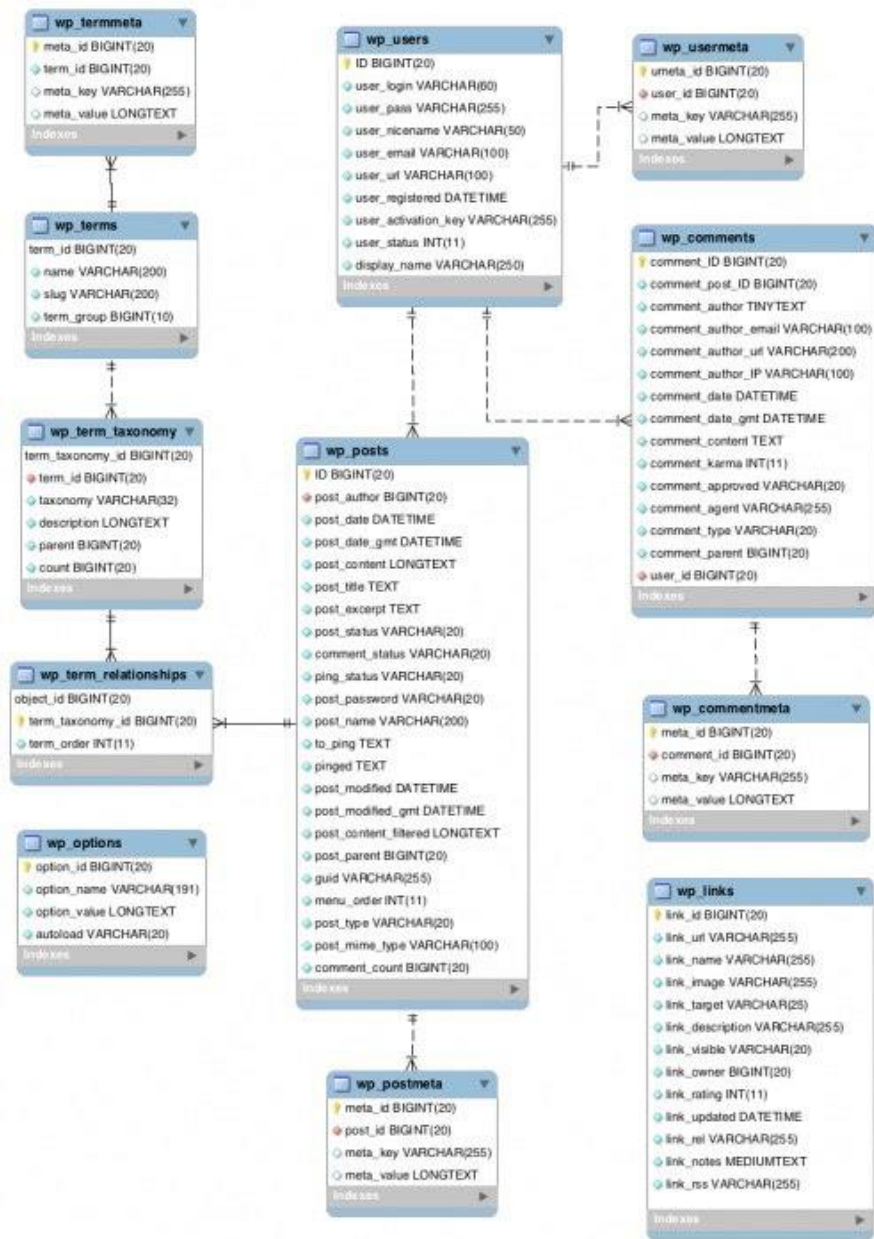 wp_termmeta
meta_id BIGINT(20)
term_id BIGINT(20)
meta_key VARCHAR(255)
meta_value LONGTEXT
Indexes
wp_terms
term_id BIGINT(20)
name VARCHAR(200)
slug VARCHAR(200)
term_group BIGINT(10)
Indexes
wp_term_taxonomy
term_taxonomy_id BIGINT(20)
term_id BIGINT(20)
taxonomy VARCHAR(32)
description LONGTEXT
parent BIGINT(20)
count BIGINT(20)
Indexes
wp_term_relationships
object_id BIGINT(20)
term_taxonomy_id BIGINT(20)
term_order INT(11)
Indexes
wp_options
option_id BIGINT(20)
option_name VARCHAR(191)
option_value LONGTEXT
autoload VARCHAR(20)
Indexes
wp_users
ID BIGINT(20)
user_login VARCHAR(60)
user_pass VARCHAR(255)
user_nicename VARCHAR(50)
user_email VARCHAR(100)
user_url VARCHAR(100)
user_registered DATETIME
user_activation_key VARCHAR(255)
user_status INT(11)
display_name VARCHAR(250)
Indexes
wp_posts
ID BIGINT(20)
post_author BIGINT(20)
post_date DATETIME
post_date_gmt DATETIME
post_content LONGTEXT
post_title TEXT
post_excerpt TEXT
post_status VARCHAR(20)
comment_status VARCHAR(20)
ping_status VARCHAR(20)
post_password VARCHAR(20)
post_name VARCHAR(200)
to_ping TEXT
pinged TEXT
post_modified DATETIME
post_modified_gmt DATETIME
post_content_filtered LONGTEXT
post_parent BIGINT(20)
guid VARCHAR(255)
menu_order INT(11)
post_type VARCHAR(20)
post_mime_type VARCHAR(100)
comment_count BIGINT(20)
Indexes
wp_postmeta
meta_id BIGINT(20)
post_id BIGINT(20)
meta_key VARCHAR(255)
meta_value LONGTEXT
Indexes
wp_usermeta
umeta_id BIGINT(20)
user_id BIGINT(20)
meta_key VARCHAR(255)
meta_value LONGTEXT
Indexes
wp_comments
comment_ID BIGINT(20)
comment_post_ID BIGINT(20)
comment_author TINYTEXT
comment_author_email VARCHAR(100)
comment_author_url VARCHAR(200)
comment_author_IP VARCHAR(100)
comment_date DATETIME
comment_date_gmt DATETIME
comment_content TEXT
comment_karma INT(11)
comment_approved VARCHAR(20)
comment_agent VARCHAR(255)
comment_type VARCHAR(20)
comment_parent BIGINT(20)
user_id BIGINT(20)
Indexes
wp_commentmeta
meta_id BIGINT(20)
comment_id BIGINT(20)
meta_key VARCHAR(255)
meta_value LONGTEXT
Indexes
wp_links
link_id BIGINT(20)
link_url VARCHAR(255)
link_name VARCHAR(255)
link_image VARCHAR(255)
link_target VARCHAR(25)
link_description VARCHAR(255)
link_visible VARCHAR(20)
link_owner BIGINT(20)
link_rating INT(11)
link_updated DATETIME
link_rel VARCHAR(255)
link_notes MEDIUMTEXT
link_rss VARCHAR(255)
Indexes